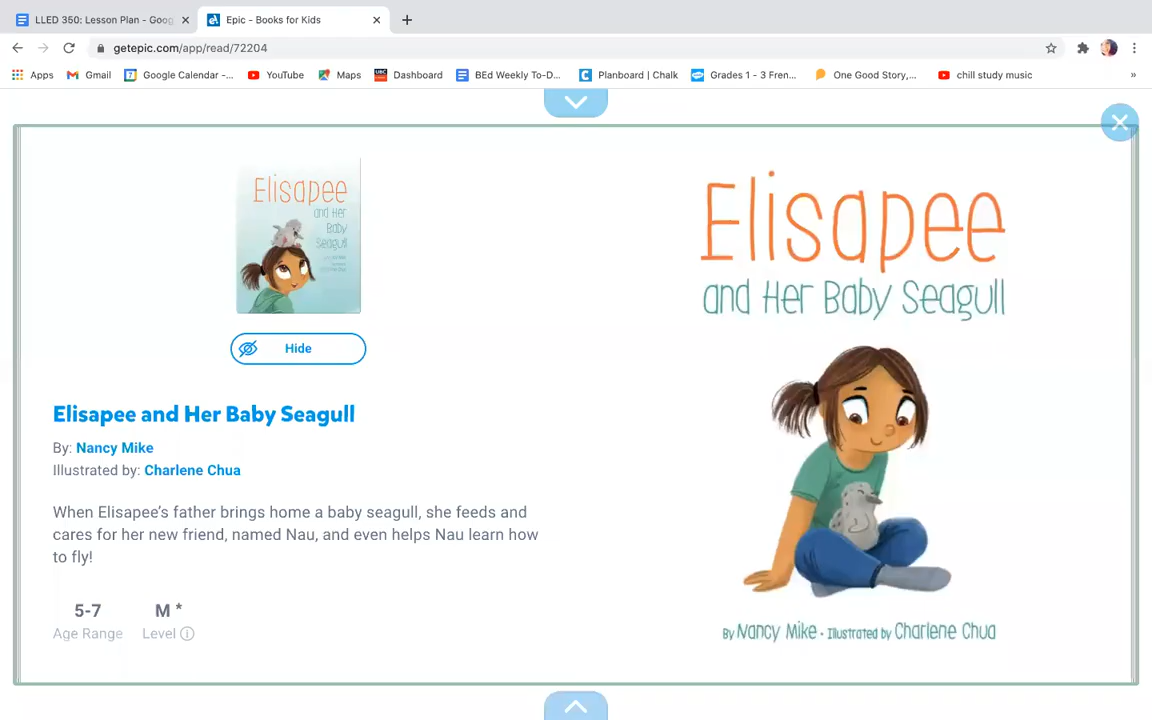 LLED 350: Lesson Plan - Goog
Epic - Books for Kids
getepic.com/app/read/72204
Apps
Gmail
Google Calendar -...
YouTube
Maps
UBC
Dashboard
BEd Weekly To-D...
Planboard | Chalk
Grades 1 - 3 Fren...
One Good Story,...
chill study music
»
Elisapee
and Her
Baby
Seagull
Hide
Elisapee and Her Baby Seagull
By: Nancy Mike
Illustrated by: Charlene Chua
When Elisapee's father brings home a baby seagull, she feeds and
cares for her new friend, named Nau, and even helps Nau learn how
to fly!
5-7
Age Range
M *
Level
Elisapee
and Her Baby Seagull
By Nancy Mike · Illustrated by Charlene Chua